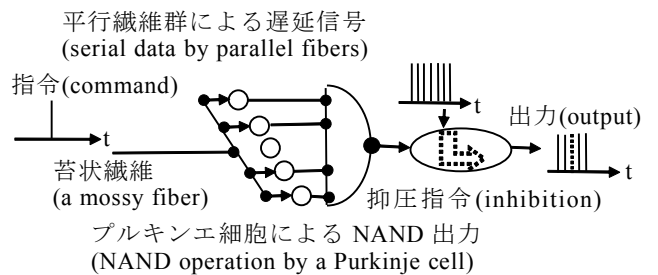 平行繊維群による遅延信号
(serial data by parallel fibers)
指令(command)
t
t
出力(output)
t
苔状繊維
(a mossy fiber)
抑圧指令(inhibition)
プルキンエ細胞による NAND 出力
(NAND operation by a Purkinje cell)